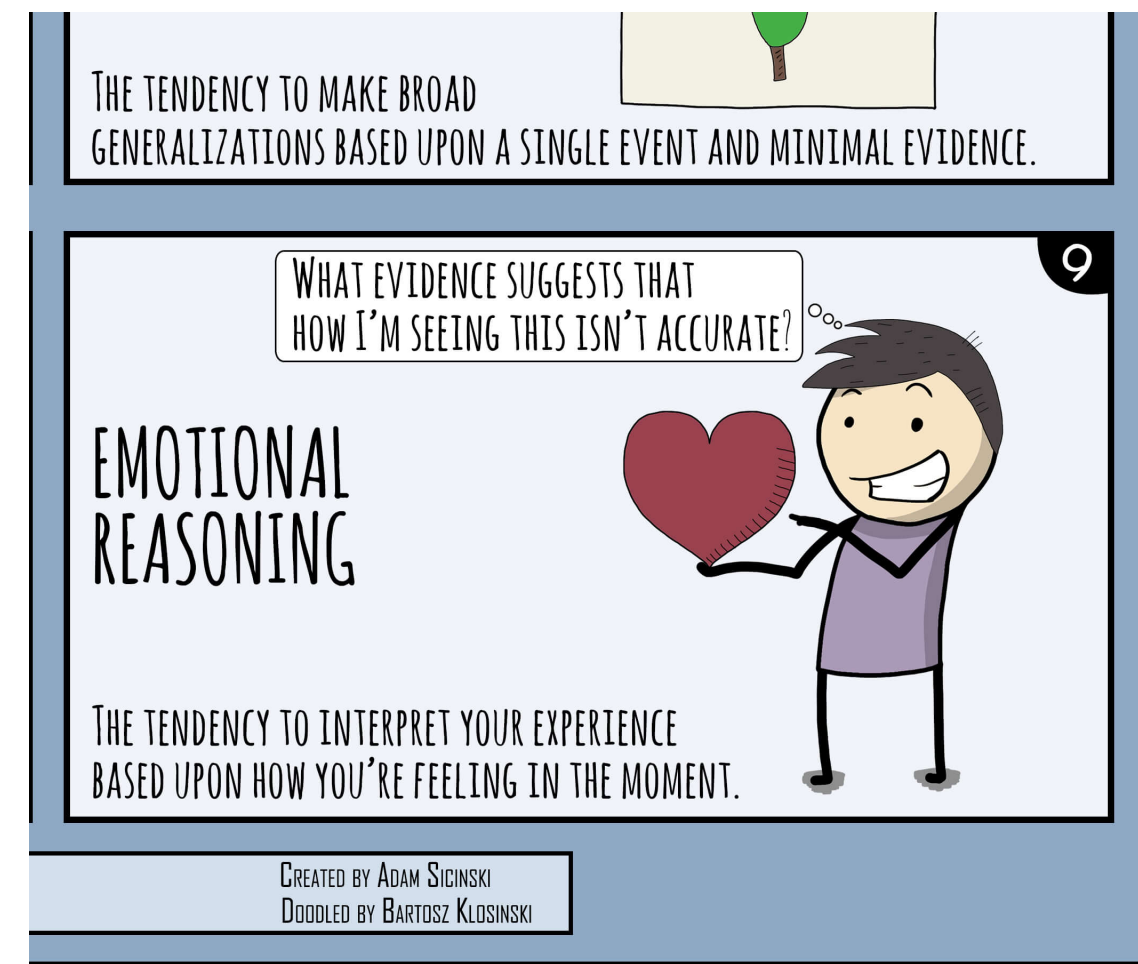 The tendency to make broad
generalizations based upon a single event and minimal evidence.
9
What evidence suggests that
how I'm seeing this isn't accurate?
EMOTIONAL
REASONING
The tendency to interpret your experience
based upon how you're feeling in the moment.
Created by Adam Sicinski
Doodled by Bartosz Klosinski